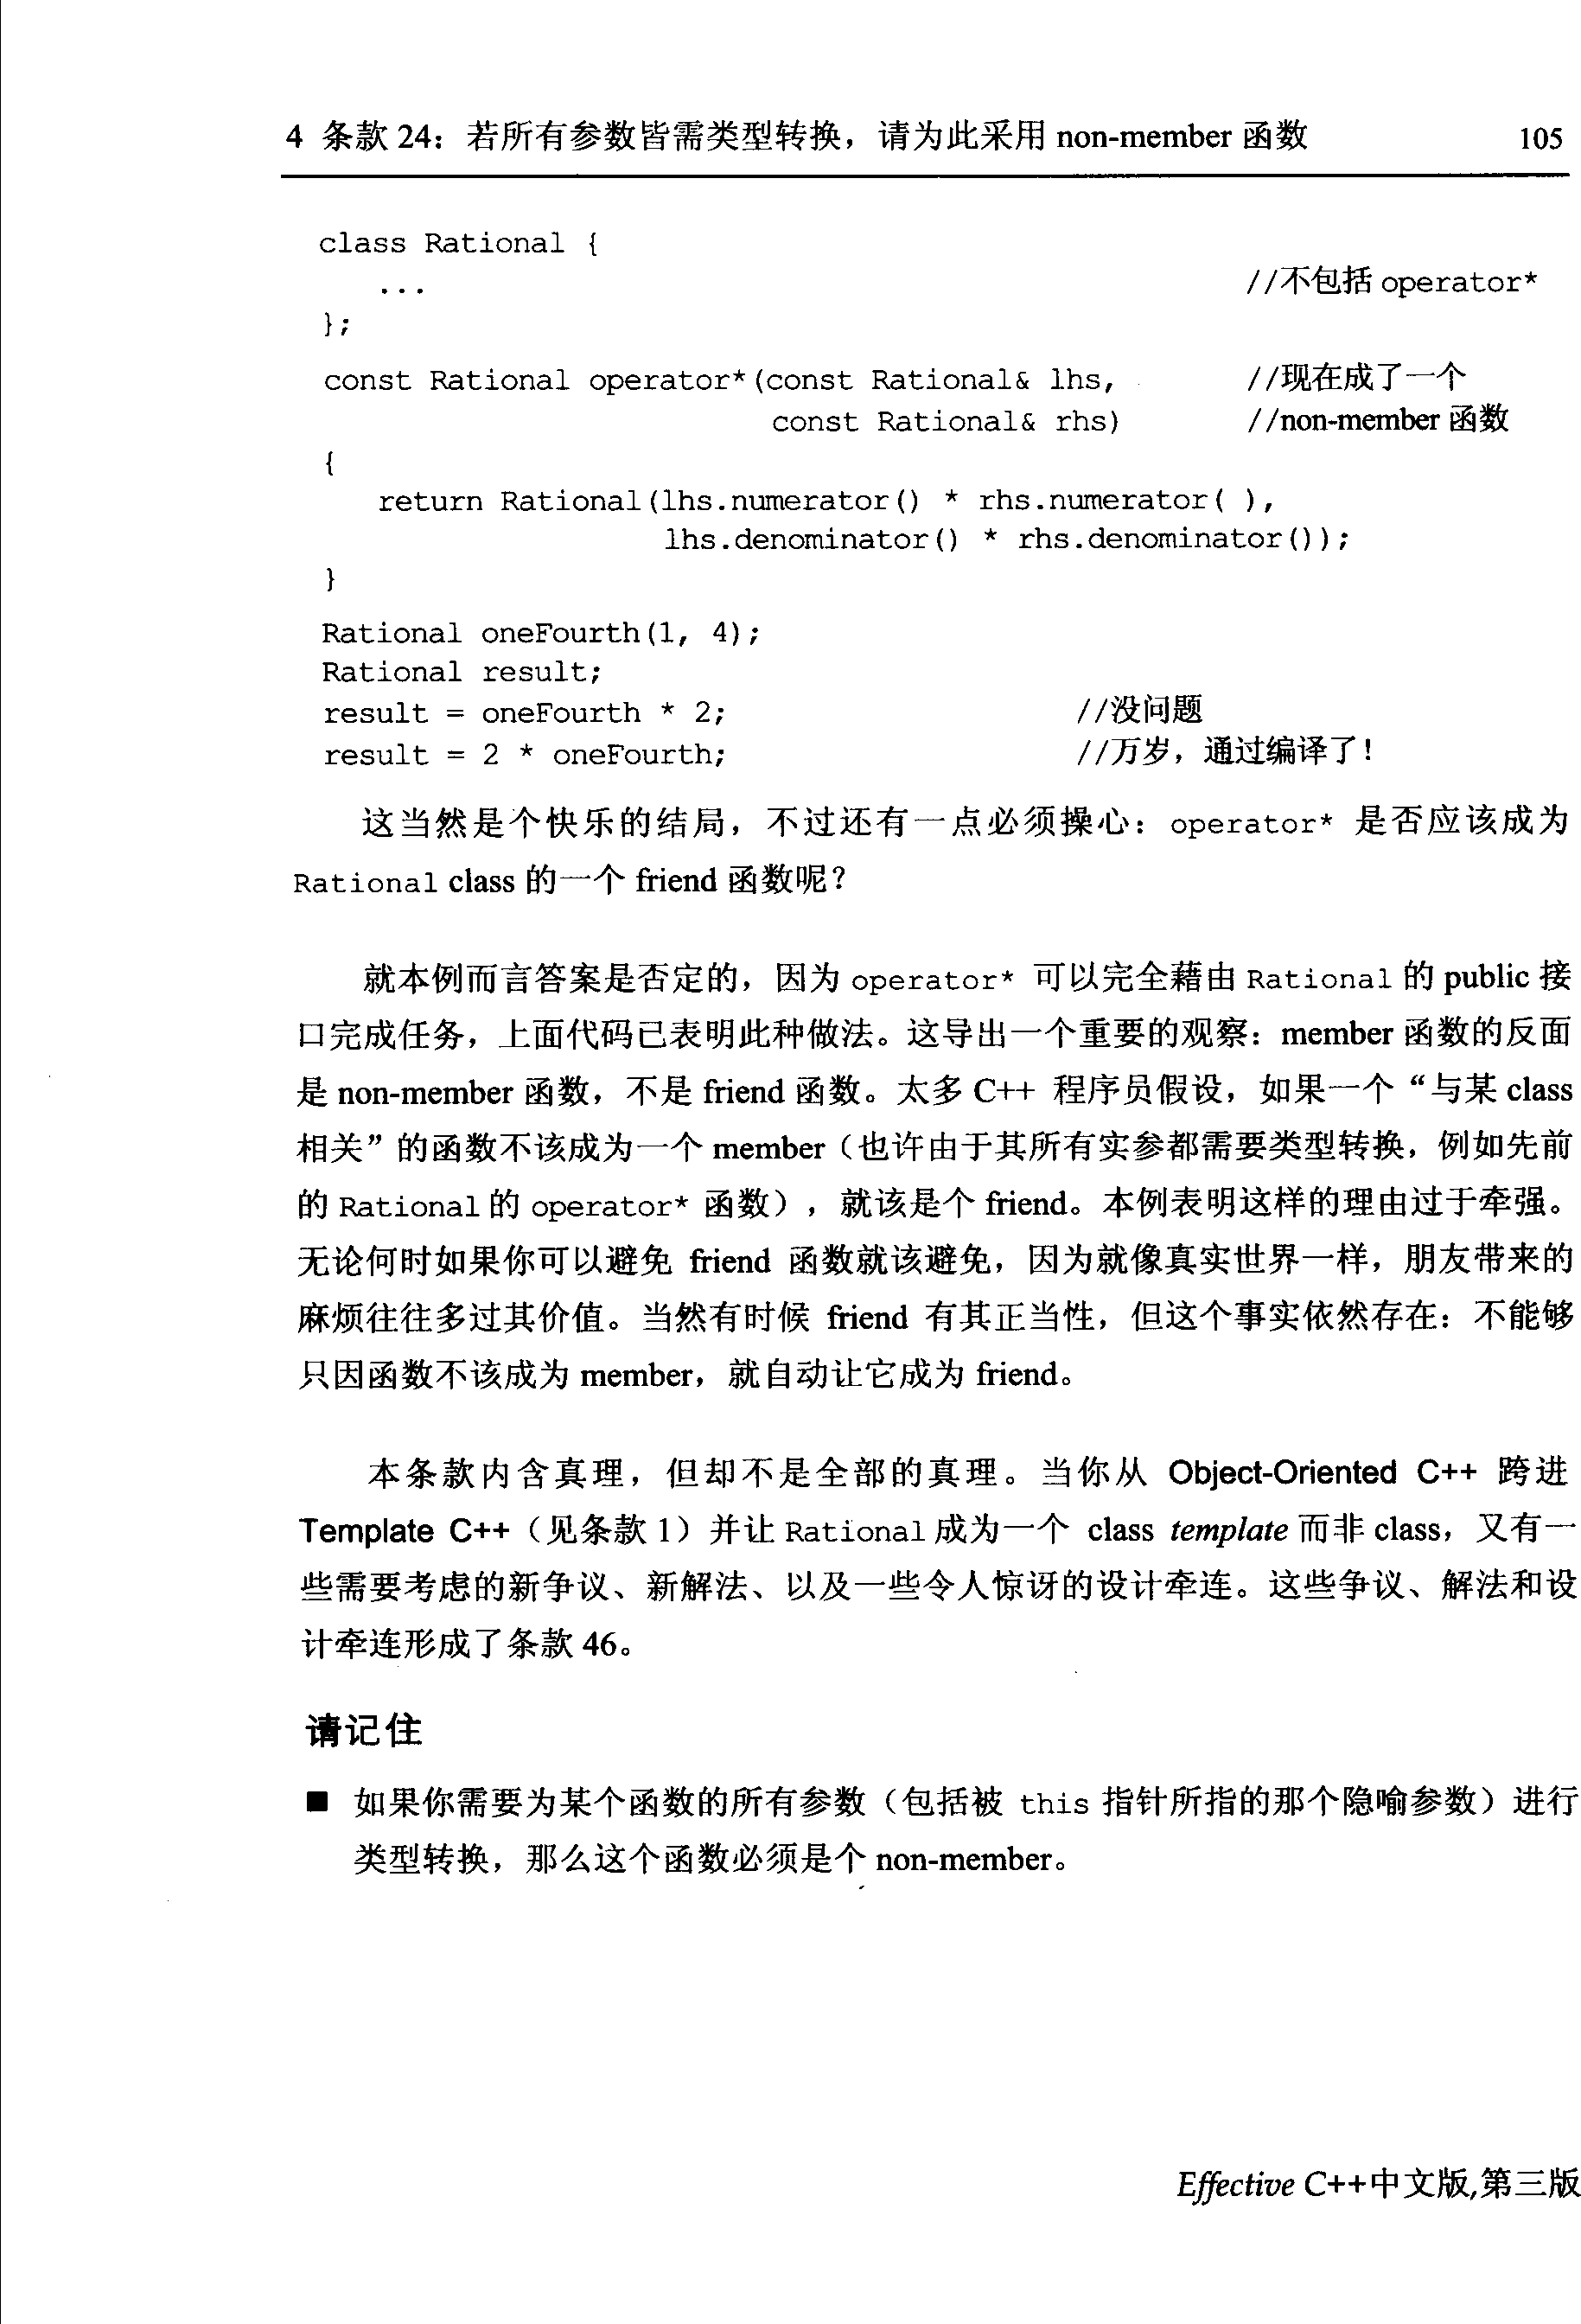 4 条款 24：若所有参数皆需类型转换，请为此采用 non-member 函数 105
class Rational {
... //不包括 operator*
};
const Rational operator*(const Rational& lhs, //现在成了一个
const Rational& rhs) //non-member 函数
{
return Rational(lhs.numerator() * rhs.numerator( ),
lhs.denominator() * rhs.denominator());
}
Rational oneFourth(1, 4);
Rational result;
result = oneFourth * 2; //没问题
result = 2 * oneFourth; //万岁，通过编译了!
这当然是个快乐的结局，不过还有一点必须操心：operator* 是否应该成为
Rational class 的一个 friend 函数呢？
就本例而言答案是否定的，因为 operator* 可以完全藉由 Rational 的 public 接
口完成任务，上面代码已表明此种做法。这导出一个重要的观察：member 函数的反面
是 non-member 函数，不是 friend 函数。太多 C++ 程序员假设，如果一个“与某 class
相关”的函数不该成为一个 member（也许由于其所有实参都需要类型转换，例如先前
的 Rational 的 operator* 函数），就该是个 friend。本例表明这样的理由过于牵强。
无论何时如果你可以避免 friend 函数就该避免，因为就像真实世界一样，朋友带来的
麻烦往往多过其价值。当然有时候 friend 有其正当性，但这个事实依然存在：不能够
只因函数不该成为 member，就自动让它成为 friend。
本条款内含真理，但却不是全部的真理。当你从 Object-Oriented C++ 跨进
Template C++（见条款 1）并让 Rational 成为一个 class template 而非 class，又有一
些需要考虑的新争议、新解法、以及一些令人惊讶的设计牵连。这些争议、解法和设
计牵连形成了条款 46。
请记住
■ 如果你需要为某个函数的所有参数（包括被 this 指针所指的那个隐喻参数）进行
类型转换，那么这个函数必须是个 non-member。
Effective C++中文版,第三版